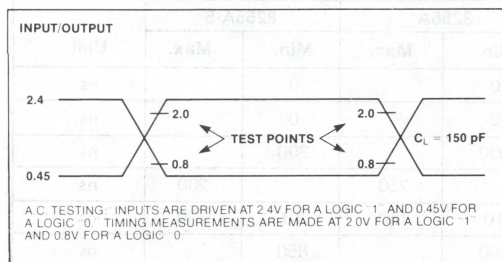 INPUT/OUTPUT
2.4
2.0
TEST POINTS
2.0
0.8
0.8
C_L = 150 pF
0.45
A.C. TESTING INPUTS ARE DRIVEN AT 2.4V FOR A LOGIC "1" AND 0.45V FOR
A LOGIC "0." TIMING MEASUREMENTS ARE MADE AT 2.0V FOR A LOGIC "1"
AND 0.8V FOR A LOGIC "0."